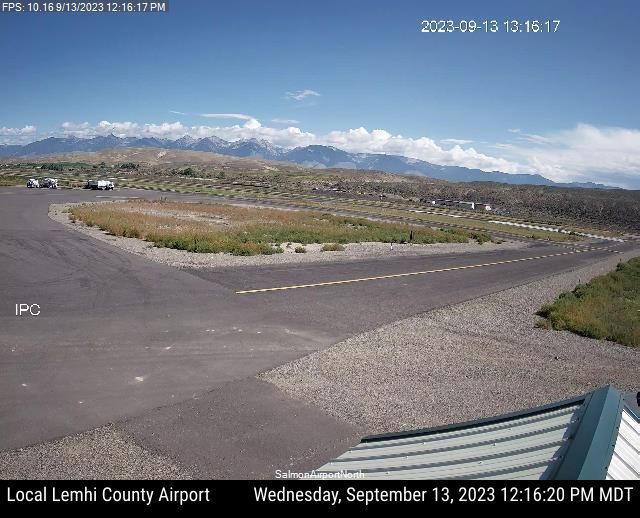 FPS: 10.16 9/13/2023 12:16:17 PM
2023-09-13 13:16:17
IPC
SalmonAirportNorth
Local Lemhi County Airport Wednesday, September 13, 2023 12:16:20 PM MDT